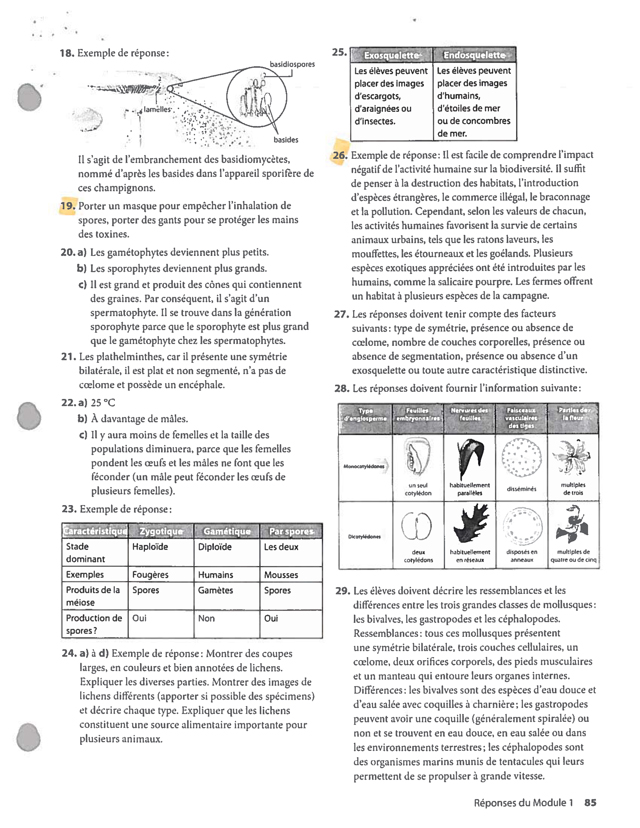 18. Exemple de réponse :
basidiospores
lamelles
basides
Il s'agit de l'embranchement des basidiomycètes,
nommé d'après les basides dans l'appareil sporifère de
ces champignons.
19. Porter un masque pour empêcher l'inhalation de
spores, porter des gants pour se protéger les mains
des toxines.
20. a) Les gamétophytes deviennent plus petits.
b) Les sporophytes deviennent plus grands.
c) Il est grand et produit des cônes qui contiennent
des graines. Par conséquent, il s'agit d'un
spermatophyte. Il se trouve dans la génération
sporophyte parce que le sporophyte est plus grand
que le gamétophyte chez les spermatophytes.
21. Les plathelminthes, car il présente une symétrie
bilatérale, il est plat et non segmenté, n'a pas de
cœlome et possède un encéphale.
22. a) 25 °C
b) À davantage de mâles.
c) Il y aura moins de femelles et la taille des
populations diminuera, parce que les femelles
pondent les œufs et les mâles ne font que les
féconder (un mâle peut féconder les œufs de
plusieurs femelles).
23. Exemple de réponse :
Caractéristique Zygotique Gamétique Par spores
Stade dominant Haploïde Diploïde Les deux
Exemples Fougères Humains Mousses
Produits de la méiose Spores Gamètes Spores
Production de spores? Oui Non Oui
24. a) à d) Exemple de réponse : Montrer des coupes
larges, en couleurs et bien annotées de lichens.
Expliquer les diverses parties. Montrer des images de
lichens différents (apporter si possible des spécimens)
et décrire chaque type. Expliquer que les lichens
constituent une source alimentaire importante pour
plusieurs animaux.
25. Exosquelette Endosquelette
Les élèves peuvent Les élèves peuvent
placer des images placer des images
d'escargots, d'humains,
d'araignées ou d'étoiles de mer
d'insectes. ou de concombres
de mer.
26. Exemple de réponse : Il est facile de comprendre l'impact
négatif de l'activité humaine sur la biodiversité. Il suffit
de penser à la destruction des habitats, l'introduction
d'espèces étrangères, le commerce illégal, le braconnage
et la pollution. Cependant, selon les valeurs de chacun,
les activités humaines favorisent la survie de certains
animaux urbains, tels que les ratons laveurs, les
mouffettes, les étourneaux et les goélands. Plusieurs
espèces exotiques appréciées ont été introduites par les
humains, comme la salicaire pourpre. Les fermes offrent
un habitat à plusieurs espèces de la campagne.
27. Les réponses doivent tenir compte des facteurs
suivants : type de symétrie, présence ou absence de
cœlome, nombre de couches corporelles, présence ou
absence de segmentation, présence ou absence d'un
exosquelette ou toute autre caractéristique distinctive.
28. Les réponses doivent fournir l'information suivante :
Type d'angiosperme Feuilles embryonnaires Nervures des feuilles Faisceaux vasculaires des tiges Parties de la fleur
Monocotylédones un seul cotylédon habituellement parallèles disséminés multiples de trois
Dicotylédones deux cotylédons habituellement en réseaux disposés en anneaux multiples de quatre ou de cinq
29. Les élèves doivent décrire les ressemblances et les
différences entre les trois grandes classes de mollusques :
les bivalves, les gastropodes et les céphalopodes.
Ressemblances : tous ces mollusques présentent
une symétrie bilatérale, trois couches cellulaires, un
cœlome, deux orifices corporels, des pieds musculaires
et un manteau qui entoure leurs organes internes.
Différences : les bivalves sont des espèces d'eau douce et
d'eau salée avec coquilles à charnière ; les gastropodes
peuvent avoir une coquille (généralement spiralée) ou
non et se trouvent en eau douce, en eau salée ou dans
les environnements terrestres ; les céphalopodes sont
des organismes marins munis de tentacules qui leurs
permettent de se propulser à grande vitesse.
Réponses du Module 1 85